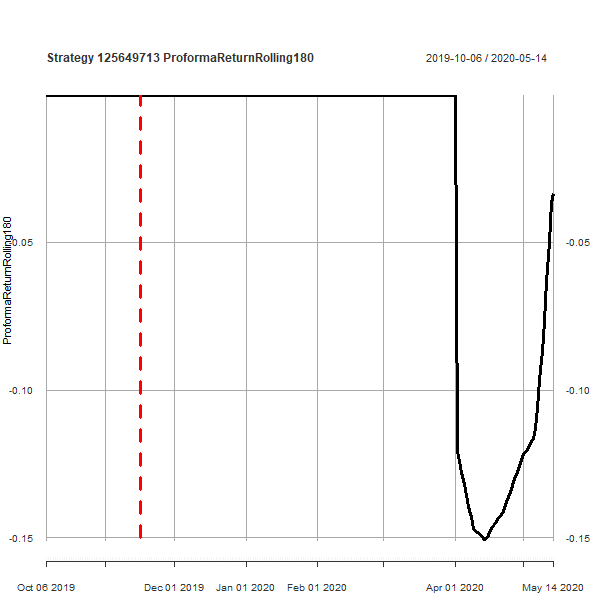 Strategy 125649713 ProformaReturnRolling180
2019-10-06 / 2020-05-14
ProformaReturnRolling180
-0.05
-0.05
-0.10
-0.10
-0.15
-0.15
Oct 06 2019
Dec 01 2019
Jan 01 2020
Feb 01 2020
Apr 01 2020
May 14 2020